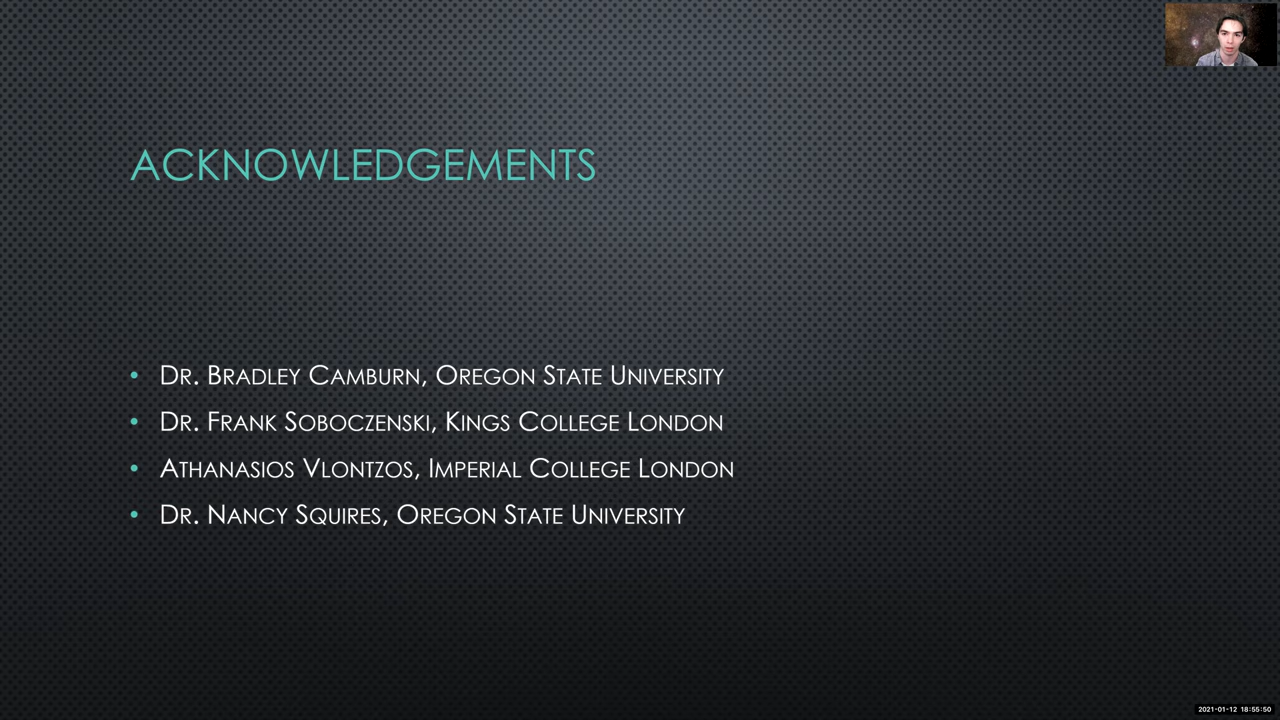 ACKNOWLEDGEMENTS
• DR. BRADLEY CAMBURN, OREGON STATE UNIVERSITY
• DR. FRANK SOBOCZENSKI, KINGS COLLEGE LONDON
• ATHANASIOS VLONTZOS, IMPERIAL COLLEGE LONDON
• DR. NANCY SQUIRES, OREGON STATE UNIVERSITY
2021-01-12 18:55:50